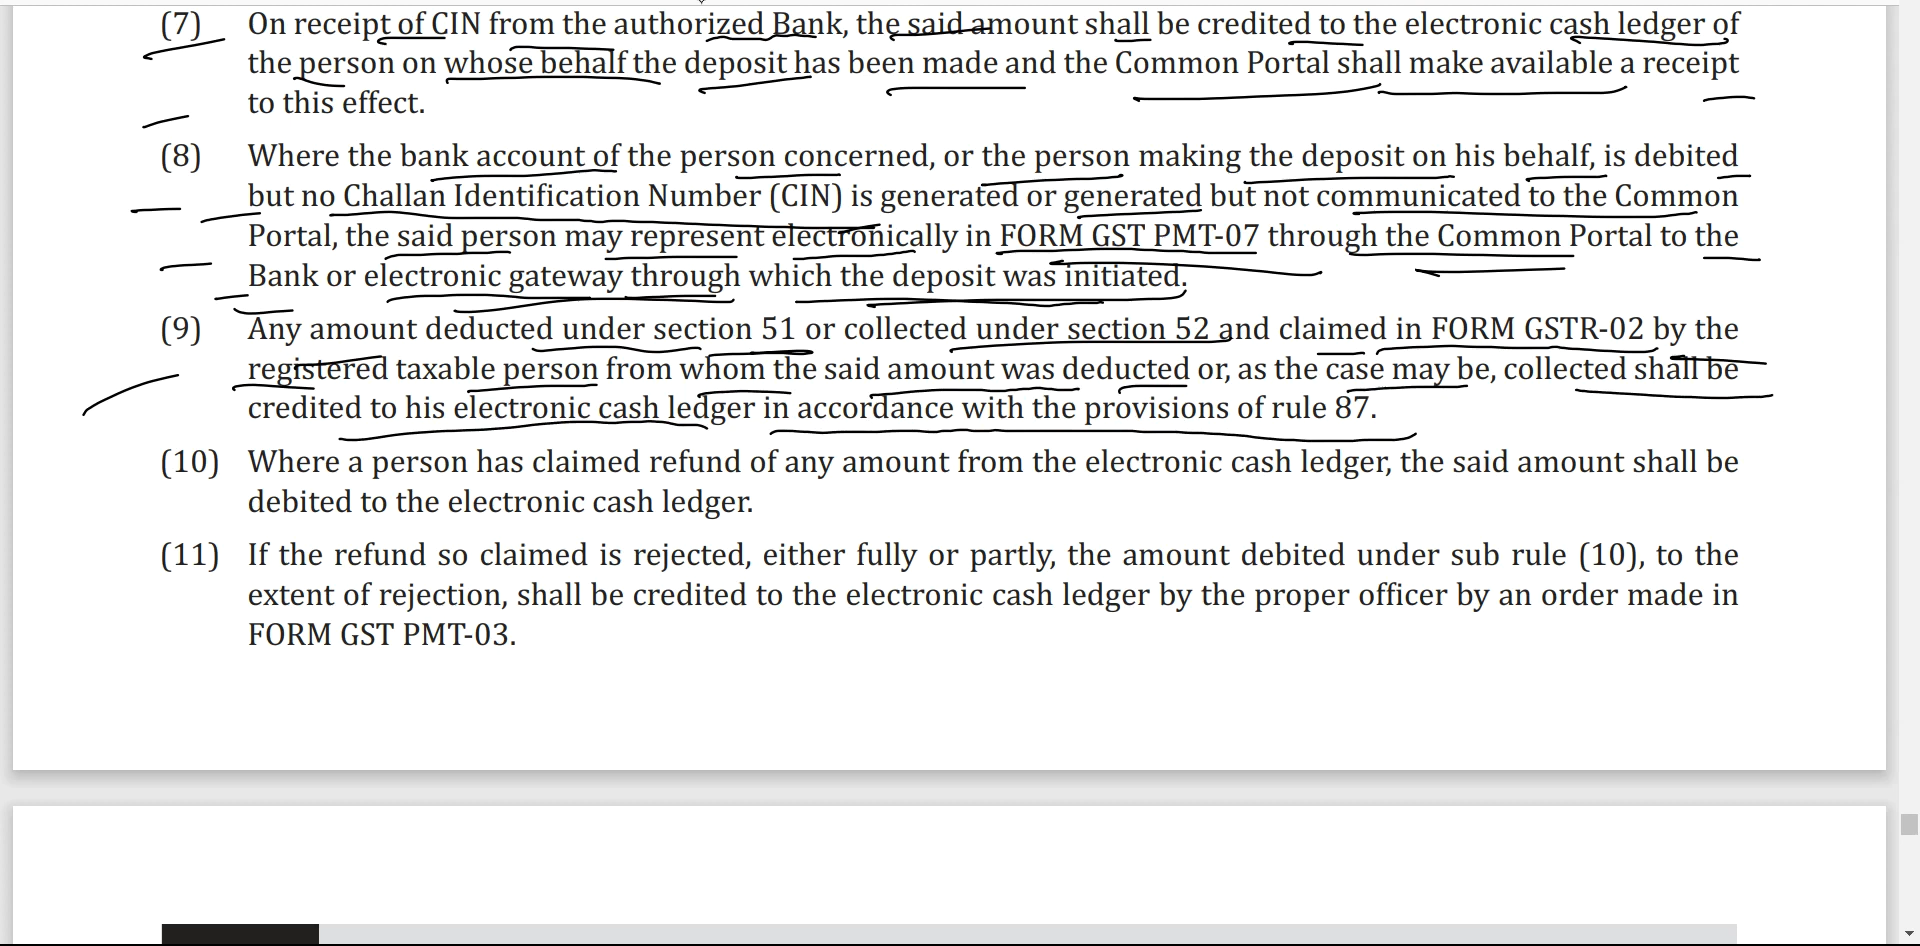 (7) On receipt of CIN from the authorized Bank, the said amount shall be credited to the electronic cash ledger of
the person on whose behalf the deposit has been made and the Common Portal shall make available a receipt
to this effect.
(8) Where the bank account of the person concerned, or the person making the deposit on his behalf, is debited
but no Challan Identification Number (CIN) is generated or generated but not communicated to the Common
Portal, the said person may represent electronically in FORM GST PMT-07 through the Common Portal to the
Bank or electronic gateway through which the deposit was initiated.
(9) Any amount deducted under section 51 or collected under section 52 and claimed in FORM GSTR-02 by the
registered taxable person from whom the said amount was deducted or, as the case may be, collected shall be
credited to his electronic cash ledger in accordance with the provisions of rule 87.
(10) Where a person has claimed refund of any amount from the electronic cash ledger, the said amount shall be
debited to the electronic cash ledger.
(11) If the refund so claimed is rejected, either fully or partly, the amount debited under sub rule (10), to the
extent of rejection, shall be credited to the electronic cash ledger by the proper officer by an order made in
FORM GST PMT-03.